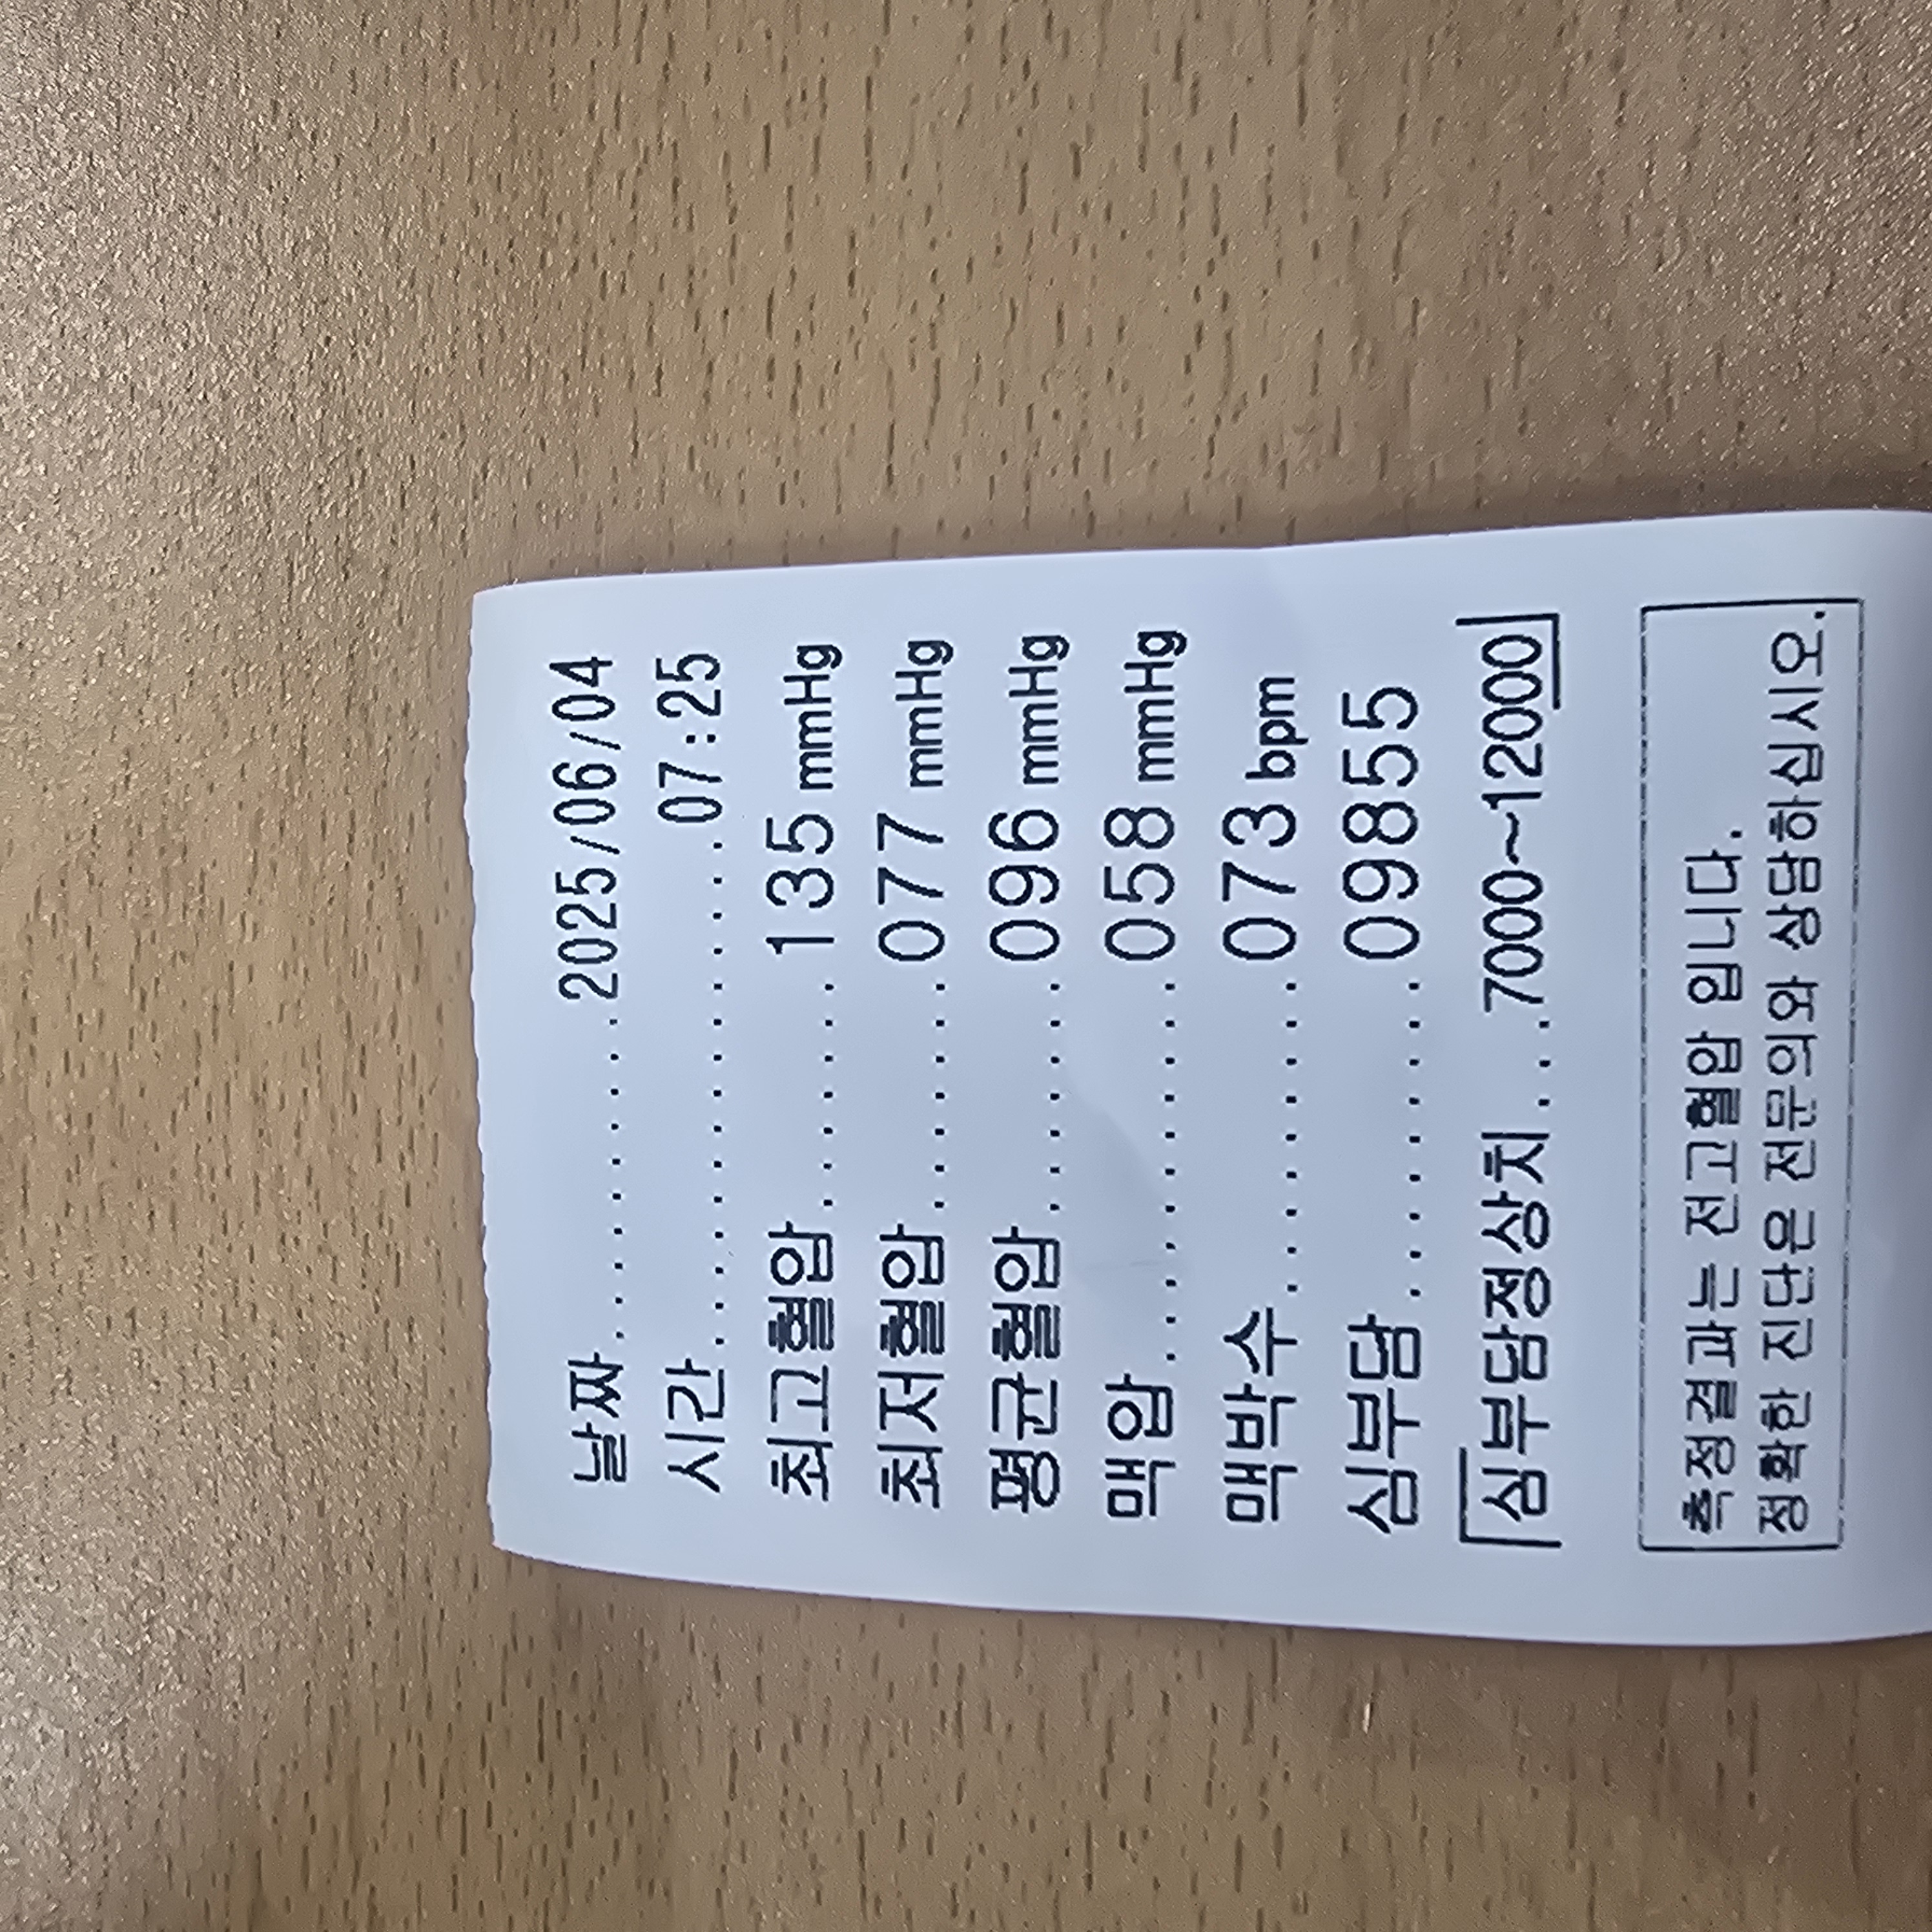 날짜.................2025/06/04
시간....................07:25
최고혈압.......135 mmHg
최저혈압.......077 mmHg
평균혈압.......096 mmHg
맥압...........058 mmHg
맥박수.........073 bpm
심부담.........09855
[심부담정상치...7000~12000]
측정결과는 전고혈압 입니다.
정확한 진단은 전문의와 상담하십시오.